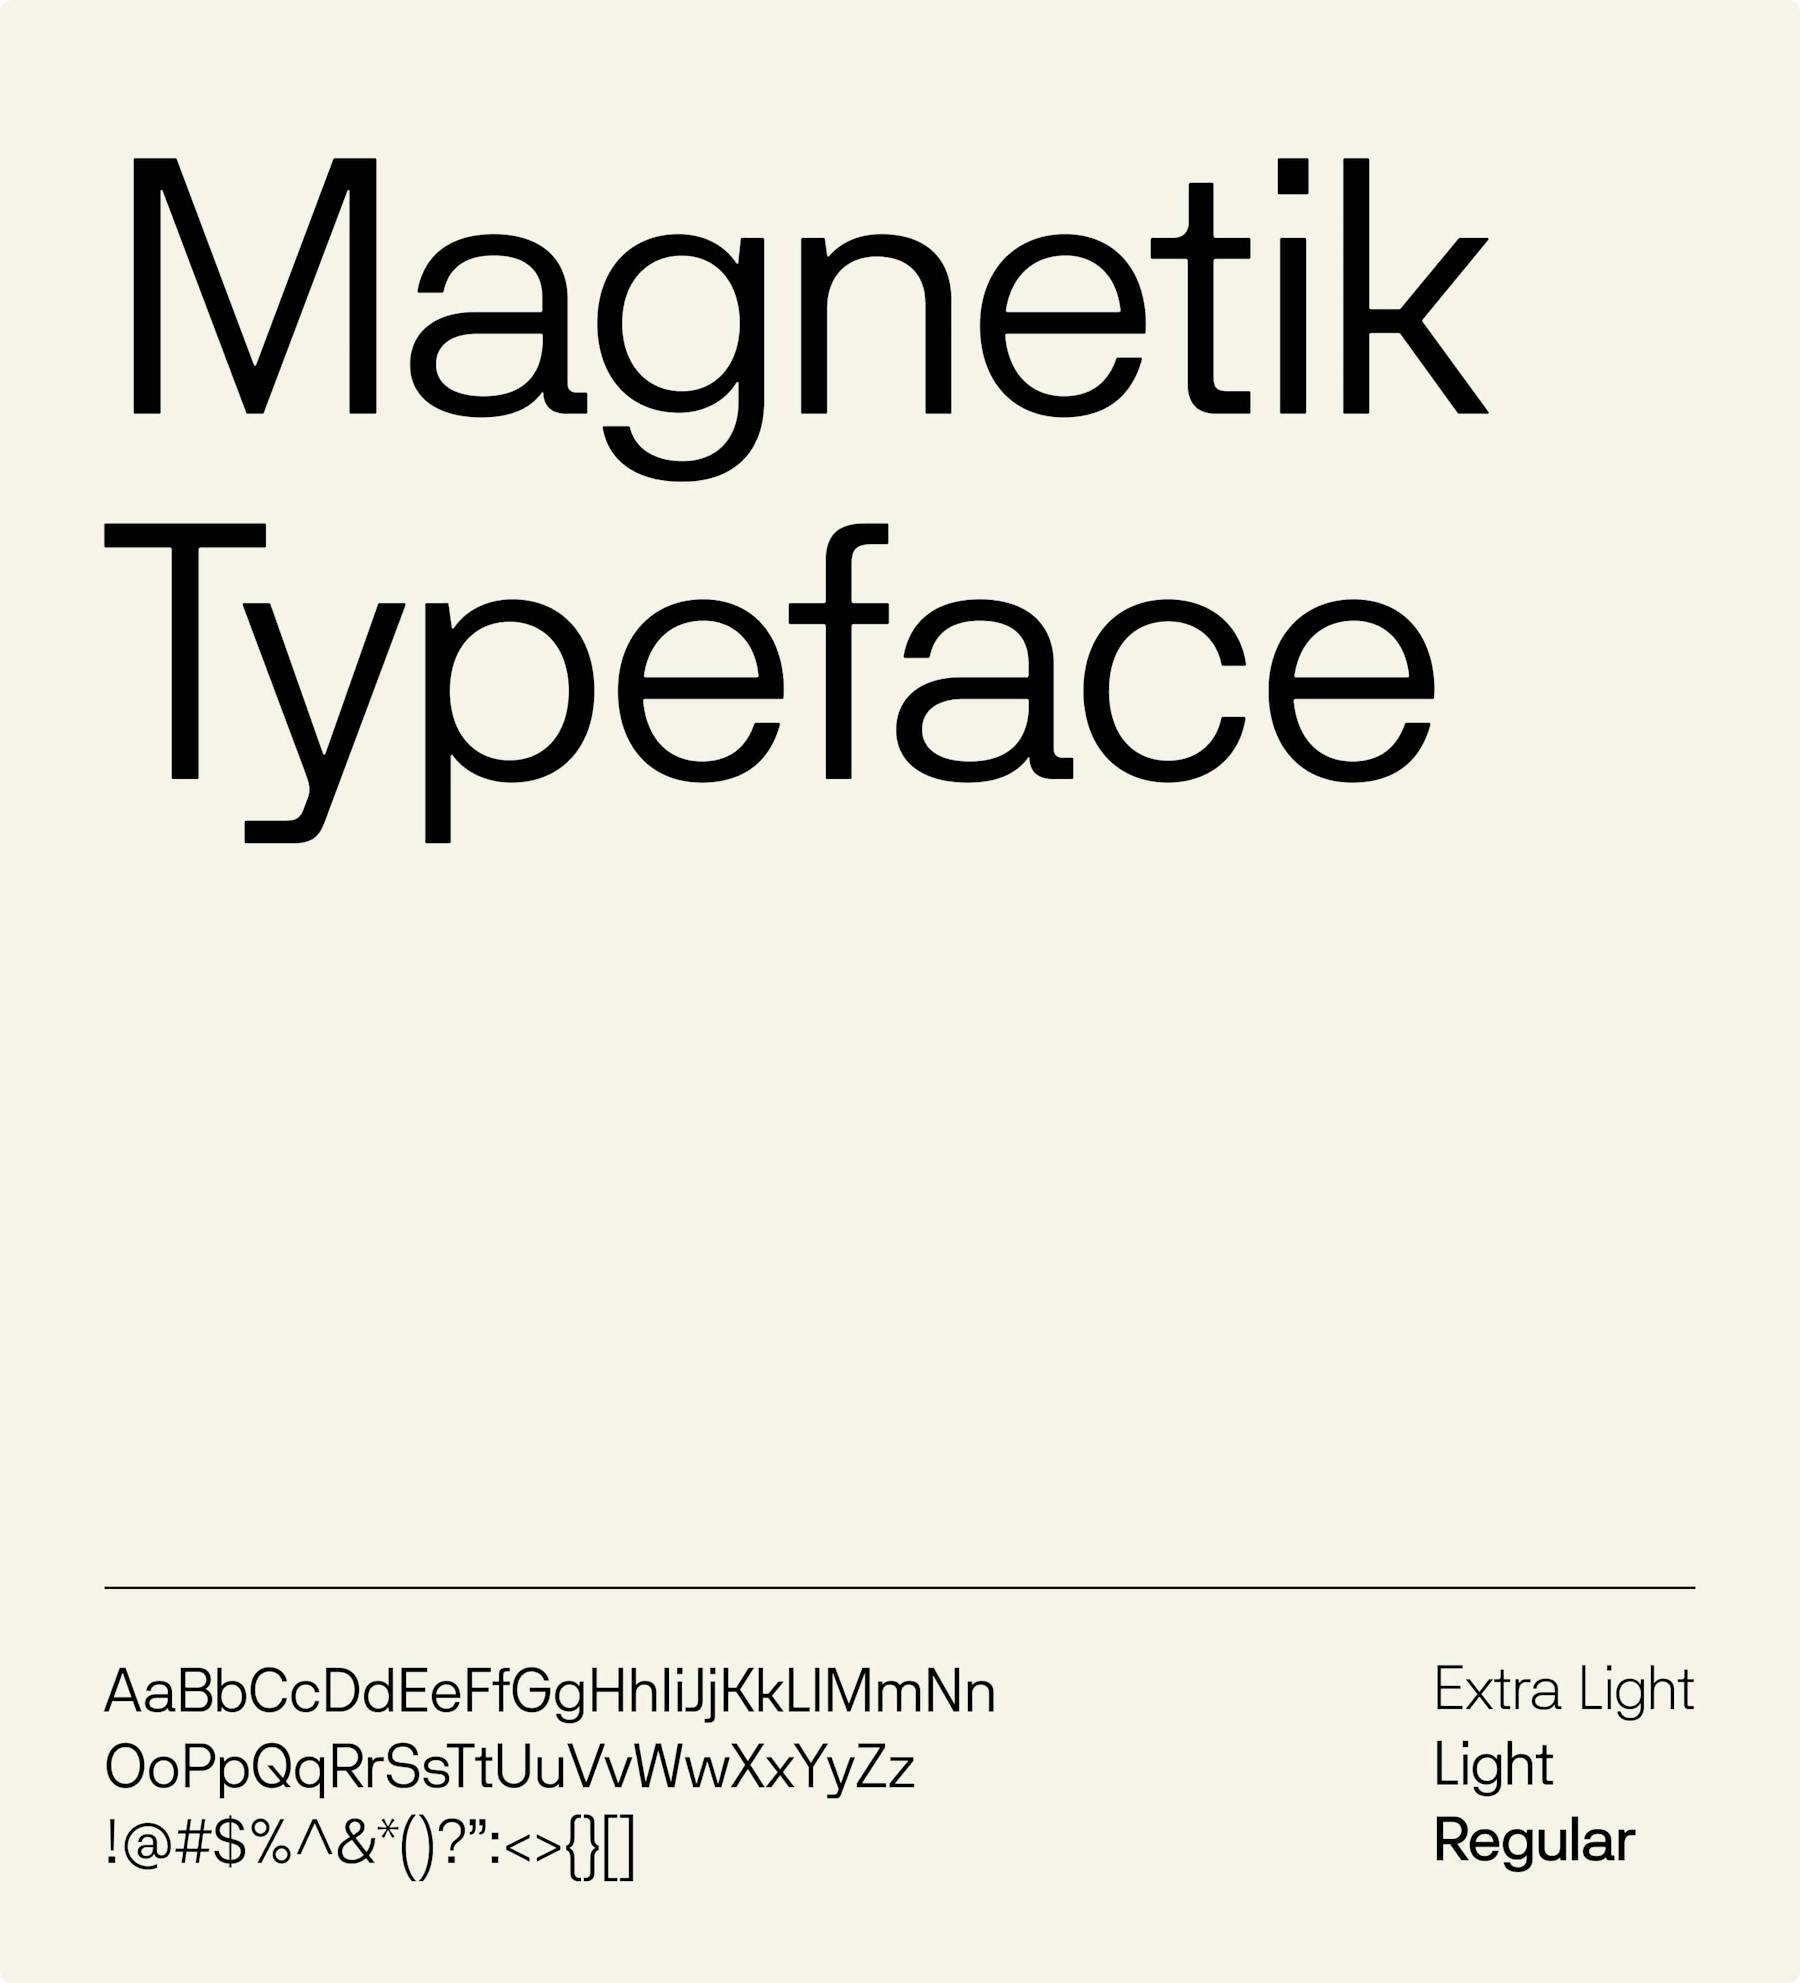 Magnetik
Typeface
AaBbCcDdEeFfGgHhIiJjKkLlMmNn
OoPpQqRrSsTtUuVvWwXxYyZz
!@#$%^&*()?”:<>{}[]
Extra Light
Light
Regular